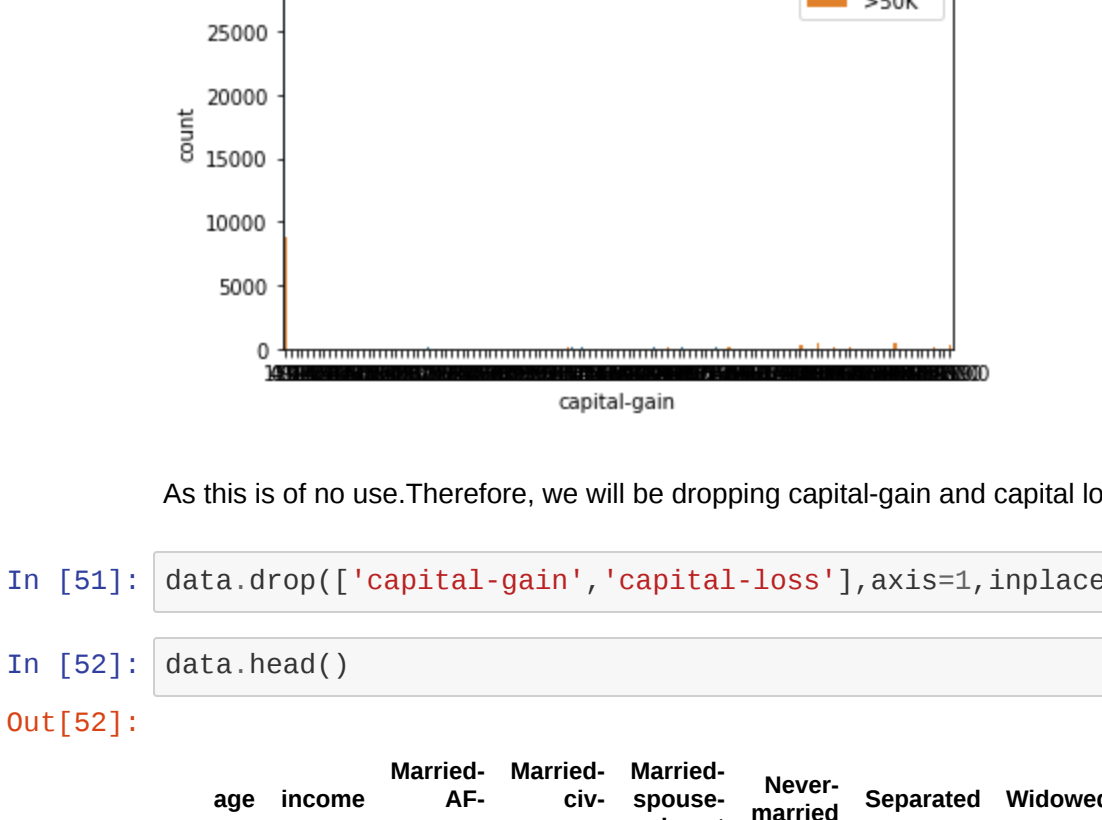 >50K
25000
20000
count
15000
10000
5000
0
capital-gain
As this is of no use.Therefore, we will be dropping capital-gain and capital lo
In [51]: data.drop(['capital-gain','capital-loss'],axis=1,inplace
In [52]: data.head()
Out[52]:
age income Married-AF- Married-civ- Married-spouse- Never-married Separated Widowed